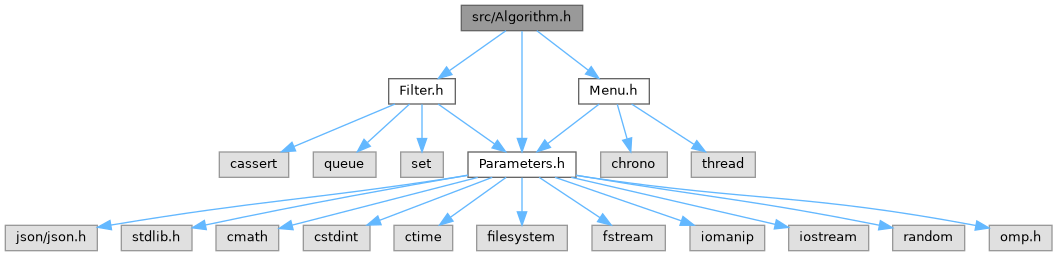 src/Algorithm.h
Filter.h
Menu.h
cassert
queue
set
Parameters.h
chrono
thread
json/json.h
stdlib.h
cmath
cstdint
ctime
filesystem
fstream
iomanip
iostream
random
omp.h